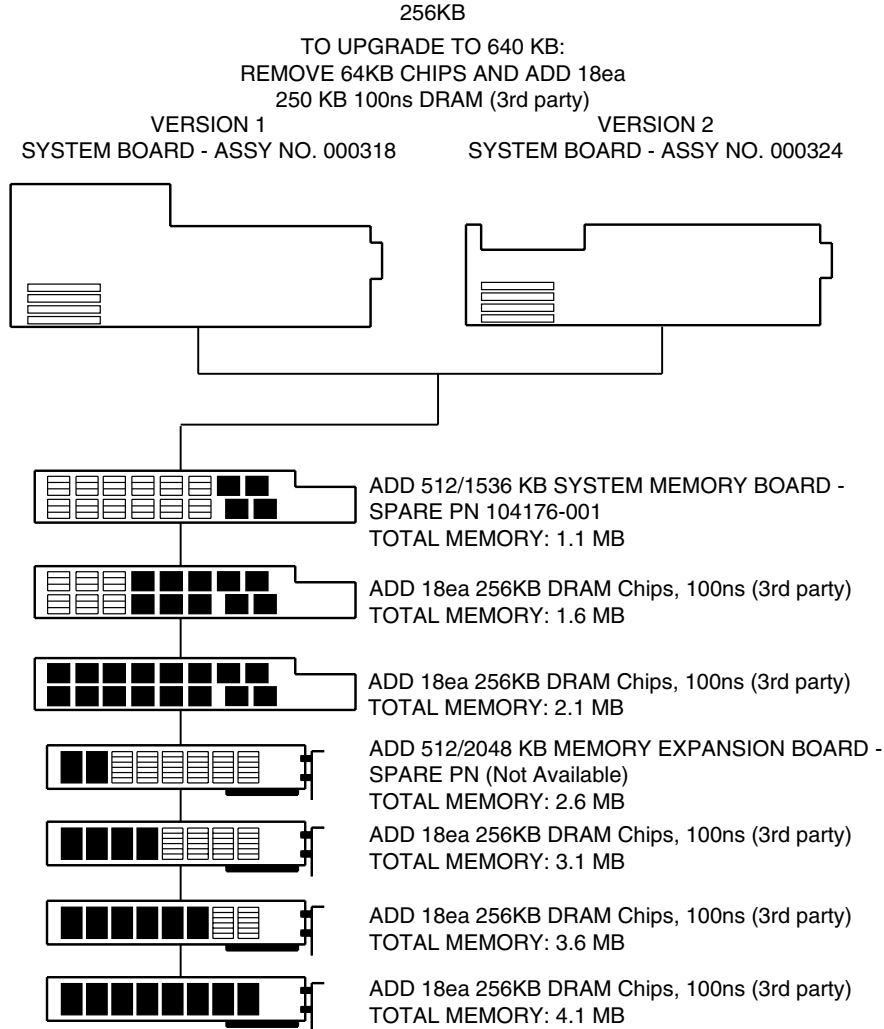 256KB
TO UPGRADE TO 640 KB:
REMOVE 64KB CHIPS AND ADD 18ea
250 KB 100ns DRAM (3rd party)
VERSION 1
SYSTEM BOARD - ASSY NO. 000318
VERSION 2
SYSTEM BOARD - ASSY NO. 000324
ADD 512/1536 KB SYSTEM MEMORY BOARD -
SPARE PN 104176-001
TOTAL MEMORY: 1.1 MB
ADD 18ea 256KB DRAM Chips, 100ns (3rd party)
TOTAL MEMORY: 1.6 MB
ADD 18ea 256KB DRAM Chips, 100ns (3rd party)
TOTAL MEMORY: 2.1 MB
ADD 512/2048 KB MEMORY EXPANSION BOARD -
SPARE PN (Not Available)
TOTAL MEMORY: 2.6 MB
ADD 18ea 256KB DRAM Chips, 100ns (3rd party)
TOTAL MEMORY: 3.1 MB
ADD 18ea 256KB DRAM Chips, 100ns (3rd party)
TOTAL MEMORY: 3.6 MB
ADD 18ea 256KB DRAM Chips, 100ns (3rd party)
TOTAL MEMORY: 4.1 MB